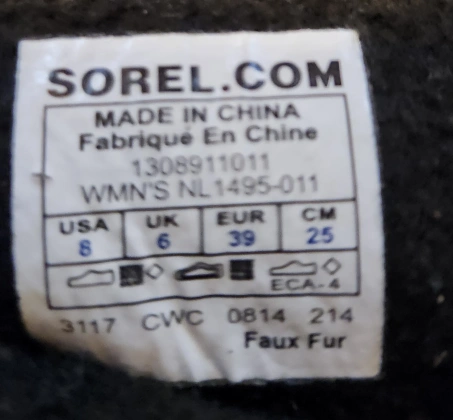 SOREL.COM
MADE IN CHINA
Fabriqué En Chine
1308911011
WMN'S NL1495-011
USA UK EUR CM
8 6 39 25
ECA-4
3117 CWC 0814 214
Faux Fur